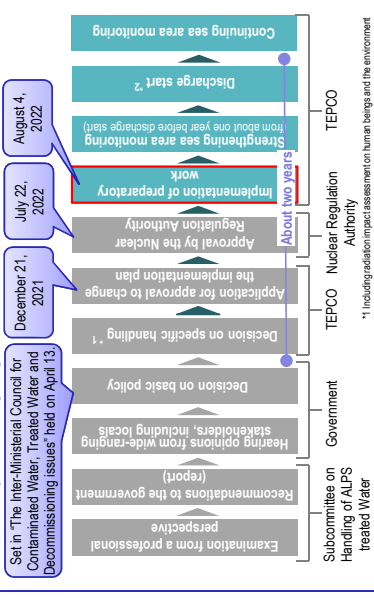 Set in "The Inter-Ministerial Council for
Contaminated Water, Treated Water and
Decommissioning issues" held on April 13.
December 21,
2021
July 22,
2022
August 4,
2022
Examination from a professional
perspective
Recommendations to the government
(report)
Hearing opinions from wide-ranging
stakeholders, including locals
Decision on basic policy
Decision on specific handling *1
Application for approval to change
the implementation plan
Approval by the Nuclear
Regulation Authority
Implementation of preparatory
work
Strengthening sea area monitoring
(from about one year before discharge start)
Discharge start *2
Continuing sea area monitoring
About two years
Subcommittee on
Handling of ALPS
treated Water
Government
TEPCO
Nuclear Regulation
Authority
TEPCO
*1 Including radiation impact assessment on human beings and the environment